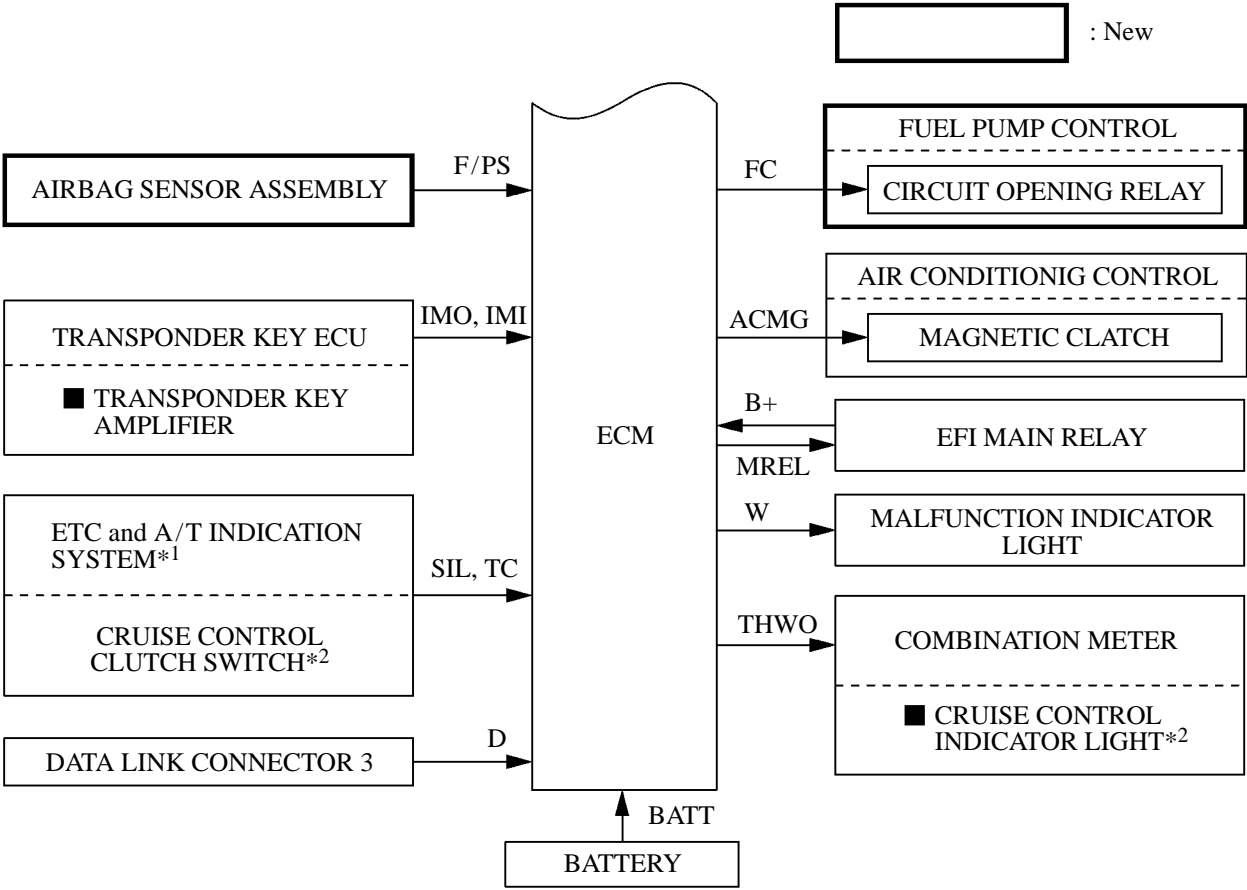 : New
AIRBAG SENSOR ASSEMBLY
F/PS
TRANSPONDER KEY ECU
■ TRANSPONDER KEY
AMPLIFIER
IMO, IMI
ETC and A/T INDICATION
SYSTEM*1
CRUISE CONTROL
CLUTCH SWITCH*2
SIL, TC
DATA LINK CONNECTOR 3
D
ECM
BATT
BATTERY
FC
FUEL PUMP CONTROL
CIRCUIT OPENING RELAY
ACMG
AIR CONDITIONIG CONTROL
MAGNETIC CLATCH
B+
MREL
EFI MAIN RELAY
W
MALFUNCTION INDICATOR
LIGHT
THWO
COMBINATION METER
■ CRUISE CONTROL
INDICATOR LIGHT*2